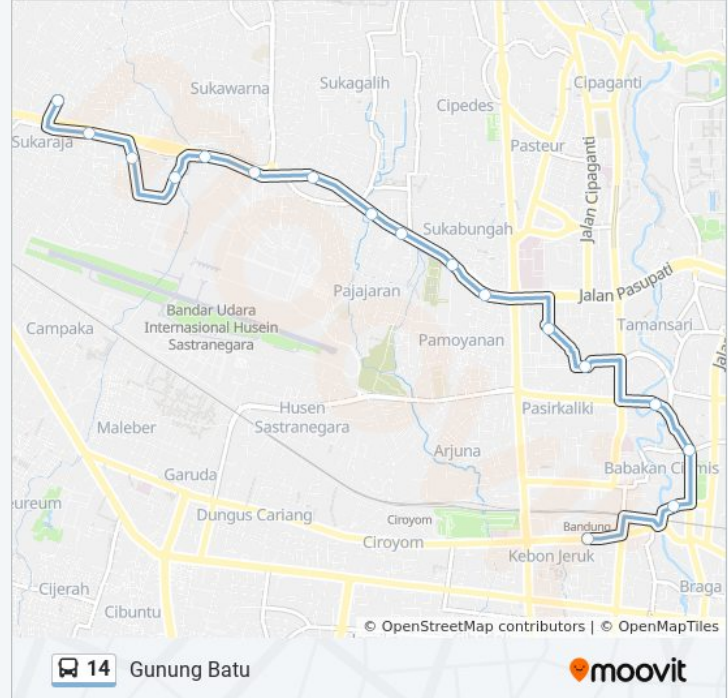 Sukawarna
Sukagalih
Cipaganti
Cipedes
Sukaraja
Pasteur
Jalan Cipaganti
Sukabungah
Jalan Pasupati
Pajajaran
Bandar Udara
Internasional Husein
Sastranegara
Campaka
Tamansari
Pamoyanan
Husen
Sastranegara
Pasirkaliki
Maleber
Arjuna
Garuda
Dungus Cariang
Ciroyom
Bandung
Ciroyom
Kebon Jeruk
Braga
Cijerah
Cibuntu
© OpenStreetMap contributors | © OpenMapTiles
14 Gunung Batu
moovit